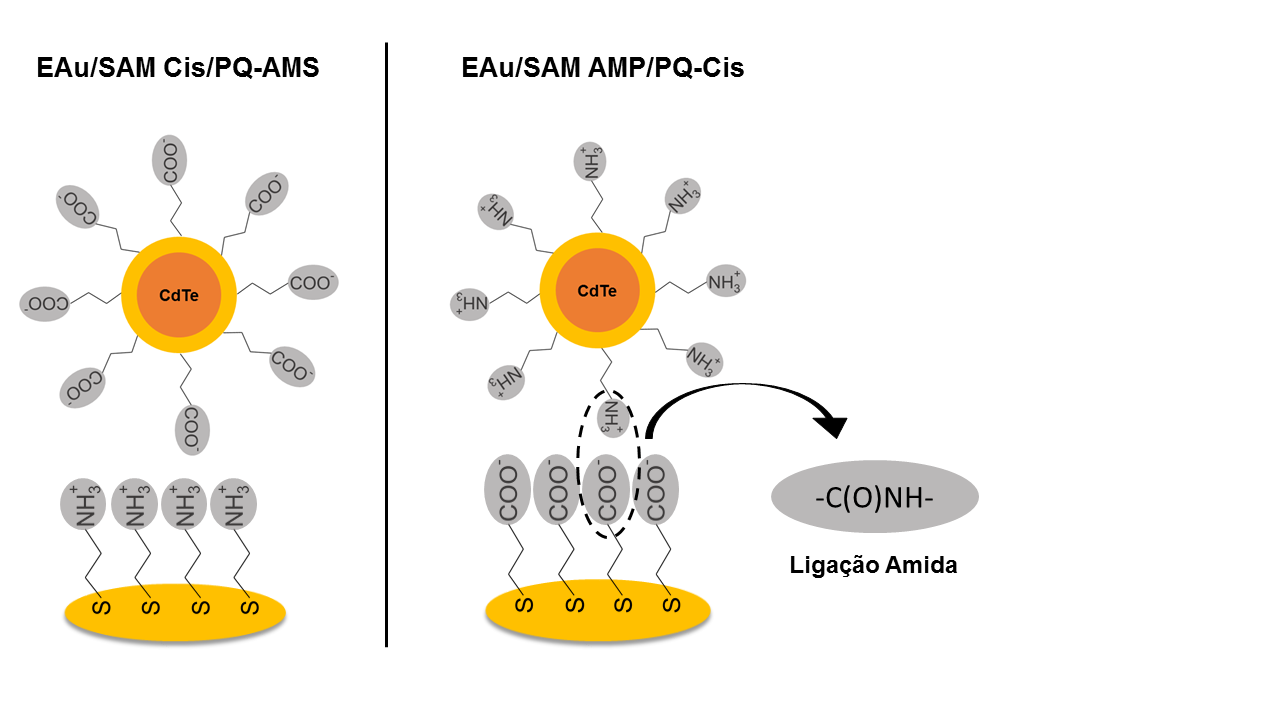 EAu/SAM Cis/PQ-AMS
EAu/SAM AMP/PQ-Cis
COO-
COO-
COO-
COO-
COO-
COO-
COO-
COO-
CdTe
NH3+
NH3+
NH3+
NH3+
S
S
S
S
NH3+
NH3+
NH3+
NH3+
NH3+
NH3+
NH3+
NH3+
CdTe
COO-
COO-
COO-
COO-
S
S
S
S
-C(O)NH-
Ligação Amida